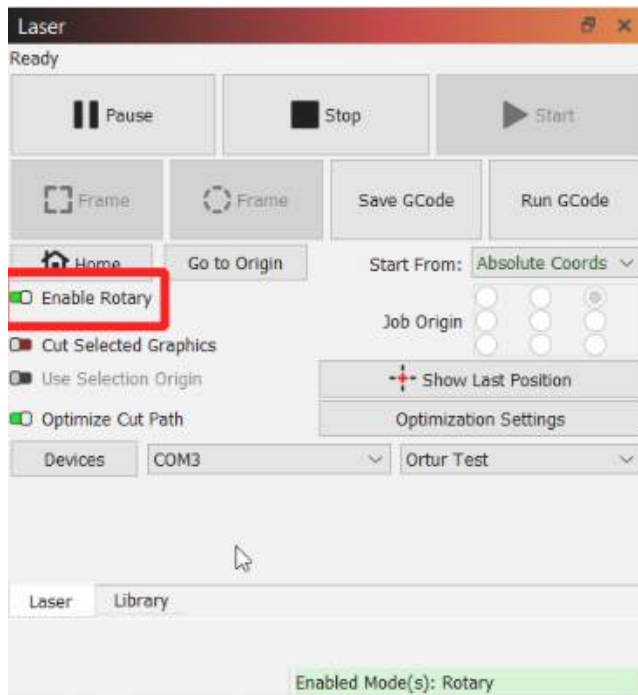 Laser
Ready
Pause
Stop
Start
Frame
Frame
Save GCode
Run GCode
Home
Go to Origin
Start From:
Absolute Coords
Enable Rotary
Job Origin
Cut Selected Graphics
Use Selection Origin
Show Last Position
Optimize Cut Path
Optimization Settings
Devices
COM3
Ortur Test
Laser
Library
Enabled Mode(s): Rotary